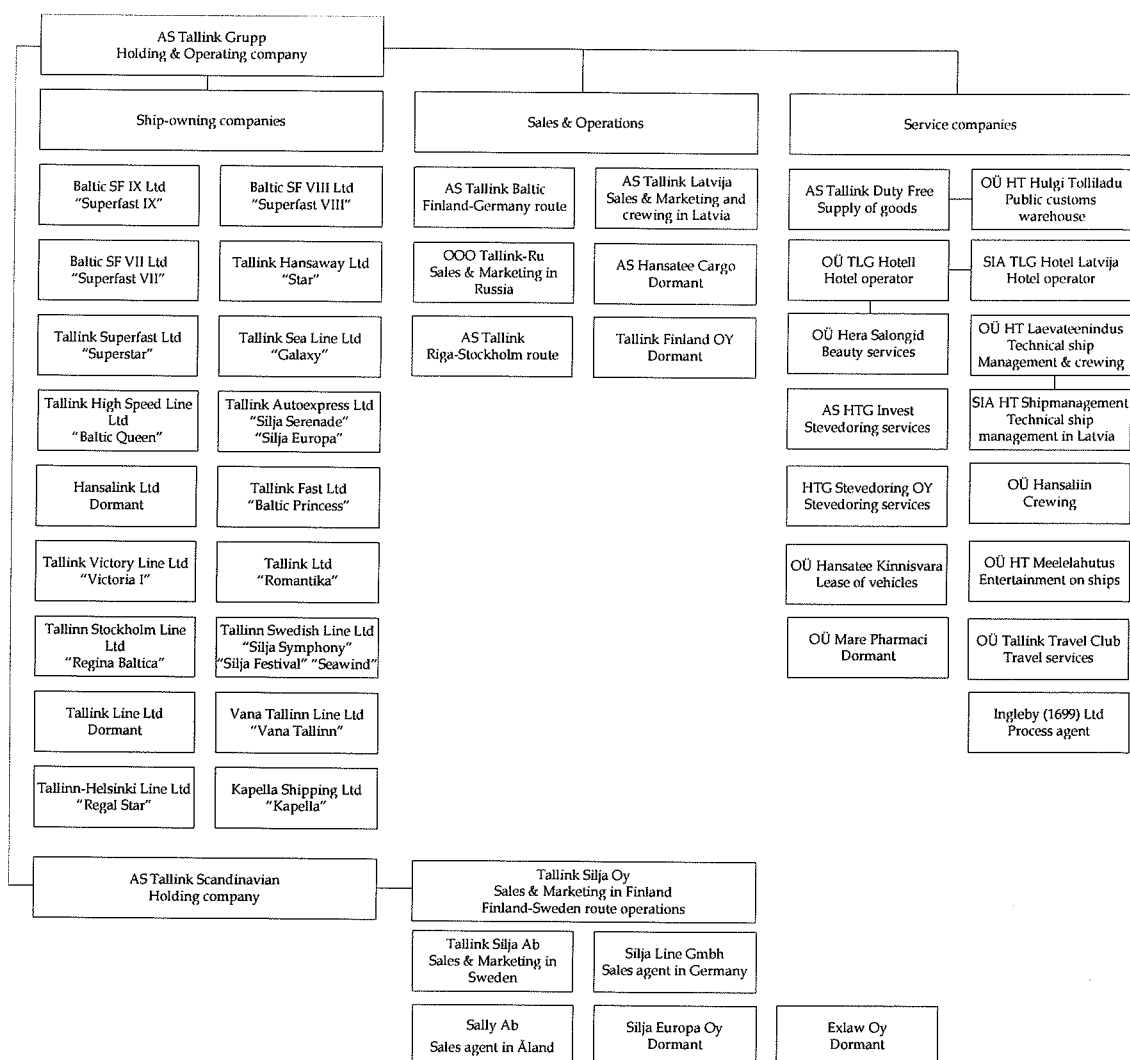 AS Tallink Grupp
Holding & Operating company
Ship-owning companies
Sales & Operations
Service companies
Baltic SF IX Ltd
“Superfast IX”
Baltic SF VIII Ltd
“Superfast VIII”
Baltic SF VII Ltd
“Superfast VII”
Tallink Hansaway Ltd
“Star”
Tallink Superfast Ltd
“Superstar”
Tallink Sea Line Ltd
“Galaxy”
Tallink High Speed Line
Ltd
“Baltic Queen”
Tallink Autoexpress Ltd
“Silja Serenade”
“Silja Europa”
Hansalink Ltd
Dormant
Tallink Fast Ltd
“Baltic Princess”
Tallink Victory Line Ltd
“Victoria I”
Tallink Ltd
“Romantika”
Tallinn Stockholm Line
Ltd
“Regina Baltica”
Tallinn Swedish Line Ltd
“Silja Symphony”
“Silja Festival” “Seawind”
Tallink Line Ltd
Dormant
Vana Tallinn Line Ltd
“Vana Tallinn”
Tallinn-Helsinki Line Ltd
“Regal Star”
Kapella Shipping Ltd
“Kapella”
AS Tallink Baltic
Finland-Germany route
AS Tallink Latvija
Sales & Marketing and
crewing in Latvia
OOO Tallink-Ru
Sales & Marketing in
Russia
AS Hansatee Cargo
Dormant
AS Tallink
Riga-Stockholm route
Tallink Finland OY
Dormant
AS Tallink Duty Free
Supply of goods
OÜ HT Hulgi Tolliladu
Public customs
warehouse
OÜ TLG Hotell
Hotel operator
SIA TLG Hotel Latvija
Hotel operator
OÜ Hera Salongid
Beauty services
OÜ HT Laevateenindus
Technical ship
Management & crewing
AS HTG Invest
Stevedoring services
SIA HT Shipmanagement
Technical ship
management in Latvia
HTG Stevedoring OY
Stevedoring services
OÜ Hansaliin
Crewing
OÜ Hansatee Kinnisvara
Lease of vehicles
OÜ HT Meelelahutus
Entertainment on ships
OÜ Mare Pharmaci
Dormant
OÜ Tallink Travel Club
Travel services
Ingleby (1699) Ltd
Process agent
AS Tallink Scandinavian
Holding company
Tallink Silja Oy
Sales & Marketing in Finland
Finland-Sweden route operations
Tallink Silja Ab
Sales & Marketing in
Sweden
Silja Line Gmbh
Sales agent in Germany
Sally Ab
Sales agent in Åland
Silja Europa Oy
Dormant
Exlaw Oy
Dormant